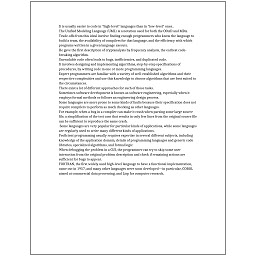 It is usually easier to code in "high-level" languages than in "low-level" ones.
The Unified Modeling Language (UML) is a notation used for both the OOAD and MDA.
Trade-offs from this ideal involve finding enough programmers who know the language to
build a team, the availability of compilers for that language, and the efficiency with which
programs written in a given language execute.
He gave the first description of cryptanalysis by frequency analysis, the earliest code-
breaking algorithm.
Unreadable code often leads to bugs, inefficiencies, and duplicated code.
It involves designing and implementing algorithms, step-by-step specifications of
procedures, by writing code in one or more programming languages.
Expert programmers are familiar with a variety of well-established algorithms and their
respective complexities and use this knowledge to choose algorithms that are best suited to
the circumstances.
There exist a lot of different approaches for each of those tasks.
Sometimes software development is known as software engineering, especially when it
employs formal methods or follows an engineering design process.
Some languages are more prone to some kinds of faults because their specification does not
require compilers to perform as much checking as other languages.
For example, when a bug in a compiler can make it crash when parsing some large source
file, a simplification of the test case that results in only few lines from the original source file
can be sufficient to reproduce the same crash.
Some languages are very popular for particular kinds of applications, while some languages
are regularly used to write many different kinds of applications.
Proficient programming usually requires expertise in several different subjects, including
knowledge of the application domain, details of programming languages and generic code
libraries, specialized algorithms, and formal logic.
When debugging the problem in a GUI, the programmer can try to skip some user
interaction from the original problem description and check if remaining actions are
sufficient for bugs to appear.
FORTRAN, the first widely used high-level language to have a functional implementation,
came out in 1957, and many other languages were soon developed—in particular, COBOL
aimed at commercial data processing, and Lisp for computer research.